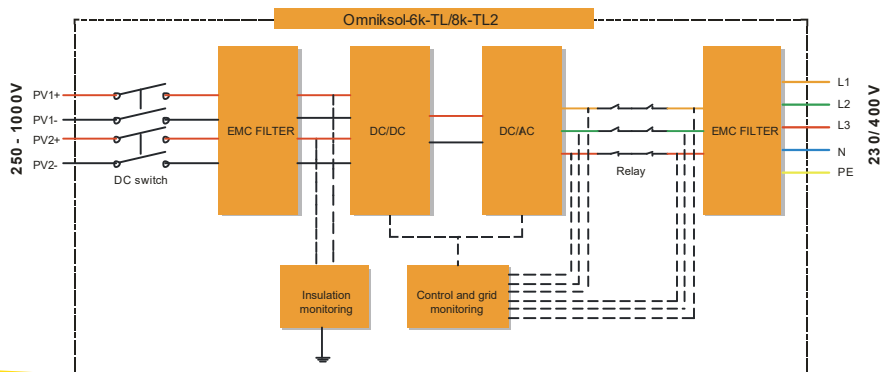 Omniksol-6k-TL/8k-TL2
250 - 1000V
PV1+
PV1-
PV2+
PV2-
DC switch
EMC FILTER
DC/DC
DC/AC
Relay
EMC FILTER
L1
L2
L3
N
PE
230/ 400 V
Insulation
monitoring
Control and grid
monitoring